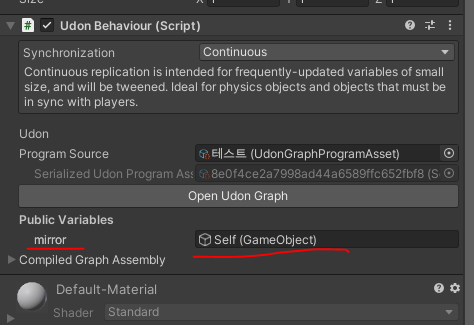 Size
Z
Udon Behaviour (Script)
Synchronization Continuous
Continuous replication is intended for frequently-updated variables of small
size, and will be tweened. Ideal for physics objects and objects that must be
in sync with players.
Udon
Program Source 테스트 (UdonGraphProgramAsset)
Serialized Udon Program Ass 8e0f4ce2a7998ad44a6589ffc652fbf8 (S
Open Udon Graph
Public Variables
mirror Self (GameObject)
Compiled Graph Assembly
Default-Material
Shader Standard